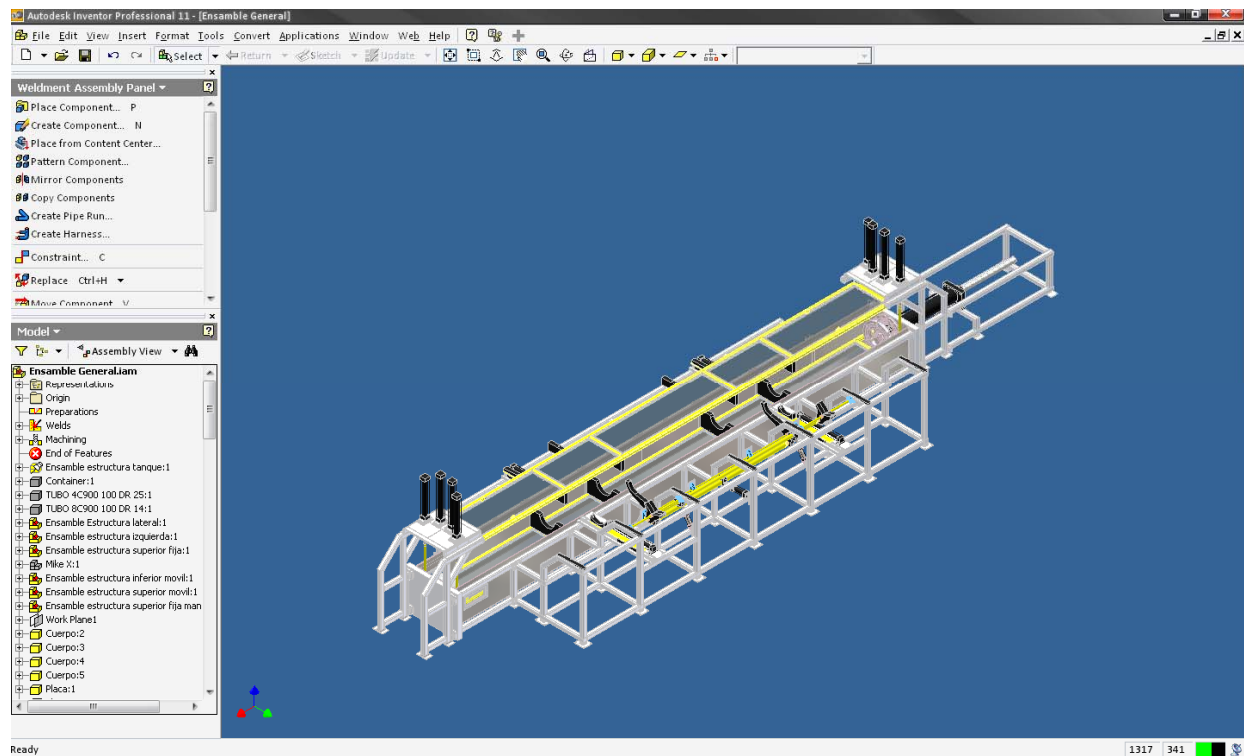 Autodesk Inventor Professional 11 - [Ensamble General]
File Edit View Insert Format Tools Convert Applications Window Web Help
Select Return Sketch Update
Weldment Assembly Panel
Place Component... P
Create Component... N
Place from Content Center...
Pattern Component...
Mirror Components
Copy Components
Create Pipe Run...
Create Harness...
Constraint... C
Replace Ctrl+H
Move Component V
Model
Assembly View
Ensamble General.iam
Representations
Origin
Preparations
Welds
Machining
End of Features
Ensamble estructura tanque:1
Container:1
TUBO 4C900 100 DR 25:1
TUBO 8C900 100 DR 14:1
Ensamble Estructura lateral:1
Ensamble estructura izquierda:1
Ensamble estructura superior fija:1
Mike X:1
Ensamble estructura inferior movil:1
Ensamble estructura superior movil:1
Ensamble estructura superior fija man
Work Plane1
Cuerpo:2
Cuerpo:3
Cuerpo:4
Cuerpo:5
Placa:1
Ready
1317 341